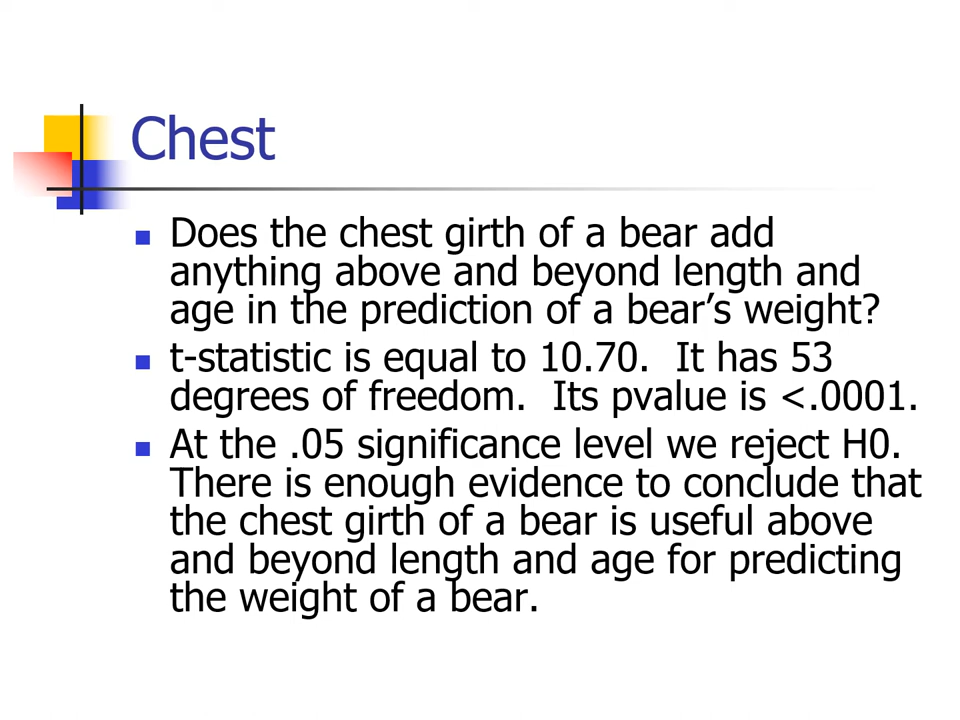 Chest
Does the chest girth of a bear add
anything above and beyond length and
age in the prediction of a bear’s weight?
t-statistic is equal to 10.70.  It has 53
degrees of freedom.  Its pvalue is <.0001.
At the .05 significance level we reject H0.
There is enough evidence to conclude that
the chest girth of a bear is useful above
and beyond length and age for predicting
the weight of a bear.